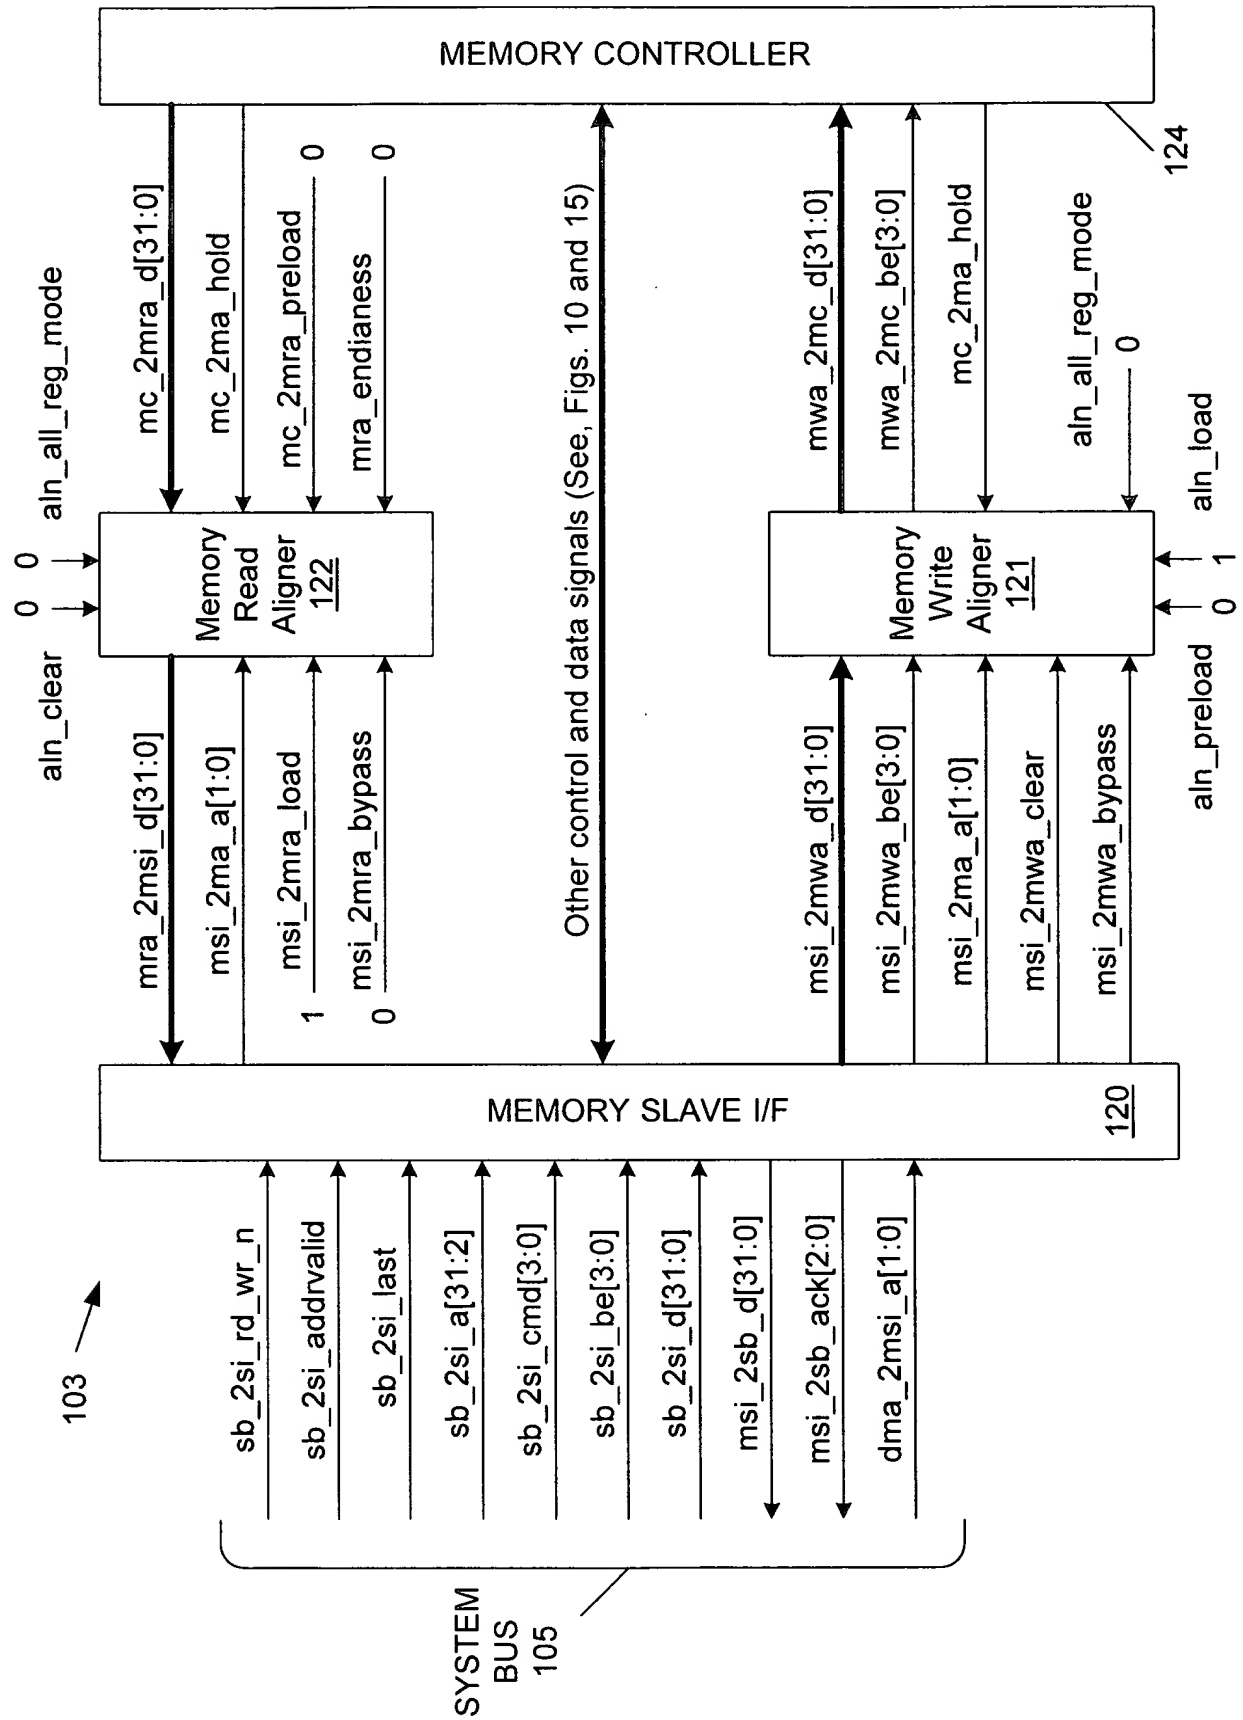 103
SYSTEM
BUS
105
sb_2si_rd_wr_n
sb_2si_addrvalid
sb_2si_last
sb_2si_a[31:2]
sb_2si_cmd[3:0]
sb_2si_be[3:0]
sb_2si_d[31:0]
msi_2sb_d[31:0]
msi_2sb_ack[2:0]
dma_2msi_a[1:0]
MEMORY SLAVE I/F
120
mra_2msi_d[31:0]
msi_2ma_a[1:0]
1 msi_2mra_load
0 msi_2mra_bypass
aln_clear
0
0
aln_all_reg_mode
Memory
Read
Aligner
122
mc_2mra_d[31:0]
mc_2ma_hold
mc_2mra_preload 0
mra_endianess 0
Other control and data signals (See, Figs. 10 and 15)
msi_2mwa_d[31:0]
msi_2mwa_be[3:0]
msi_2ma_a[1:0]
msi_2mwa_clear
msi_2mwa_bypass
Memory
Write
Aligner
121
aln_preload
0
1
aln_load
mwa_2mc_d[31:0]
mwa_2mc_be[3:0]
mc_2ma_hold
aln_all_reg_mode
0
MEMORY CONTROLLER
124